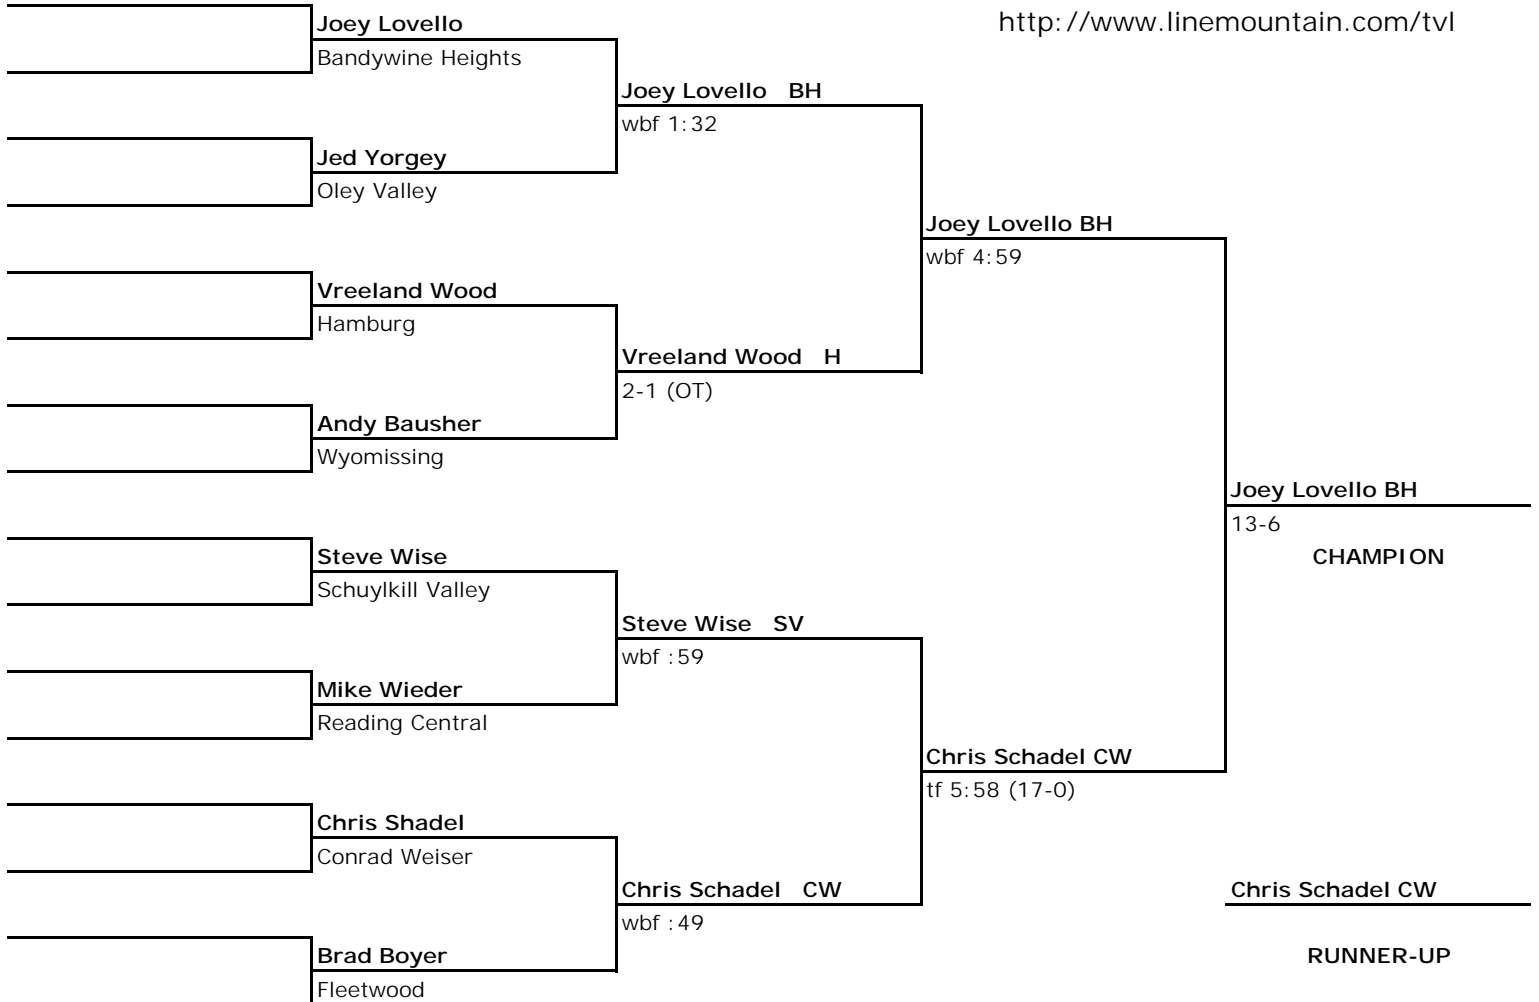 http://www.linemountain.com/tvl
Joey Lovello
Bandywine Heights
Joey Lovello BH
wbf 1:32
Jed Yorgey
Oley Valley
Joey Lovello BH
wbf 4:59
Vreeland Wood
Hamburg
Vreeland Wood H
2-1 (OT)
Andy Bausher
Wyomissing
Joey Lovello BH
13-6
CHAMPION
Steve Wise
Schuylkill Valley
Steve Wise SV
wbf :59
Mike Wieder
Reading Central
Chris Schadel CW
tf 5:58 (17-0)
Chris Shadel
Conrad Weiser
Chris Schadel CW
wbf :49
Chris Schadel CW
RUNNER-UP
Brad Boyer
Fleetwood